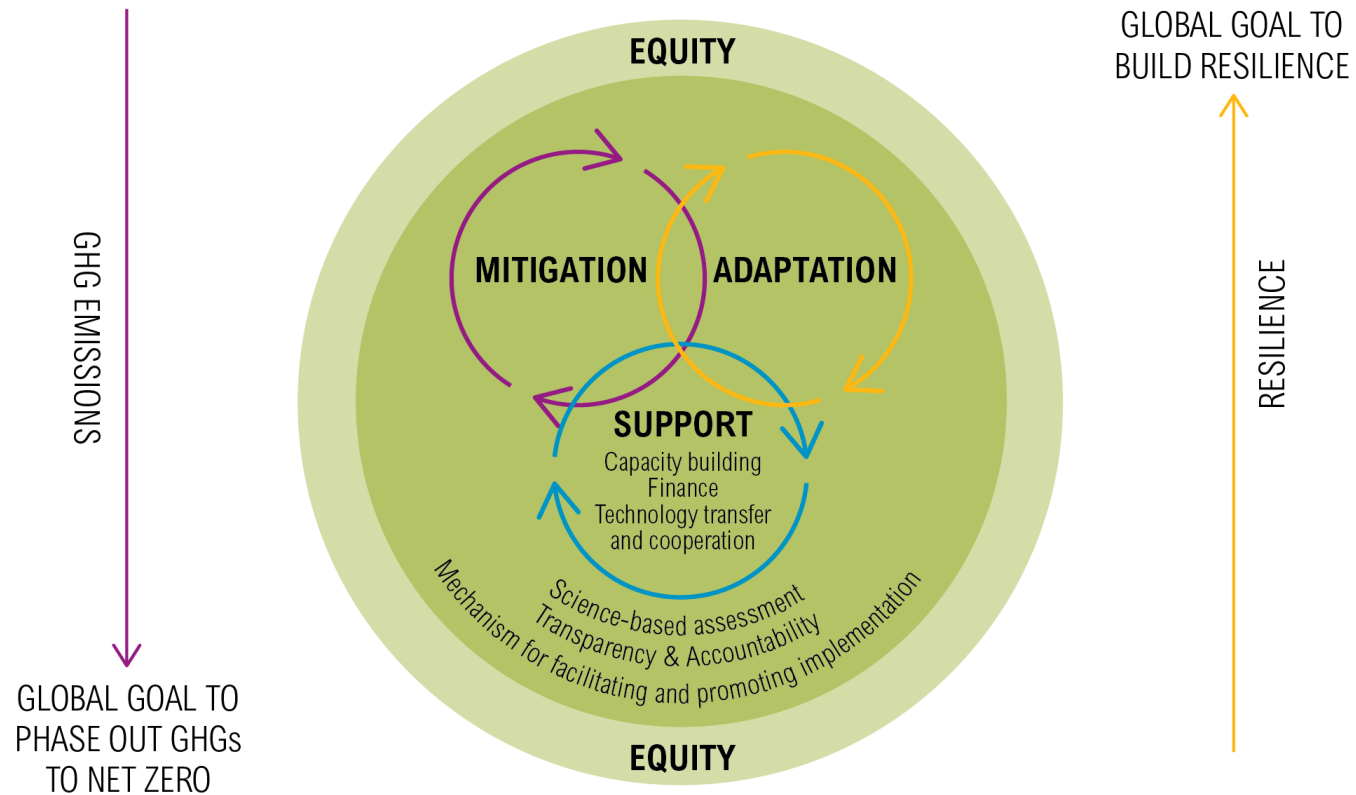 EQUITY
GLOBAL GOAL TO
BUILD RESILIENCE
GHG EMISSIONS
MITIGATION
ADAPTATION
RESILIENCE
SUPPORT
Capacity building
Finance
Technology transfer
and cooperation
Science-based assessment
Transparency & Accountability
Mechanism for facilitating and promoting implementation
GLOBAL GOAL TO
PHASE OUT GHGs
TO NET ZERO
EQUITY